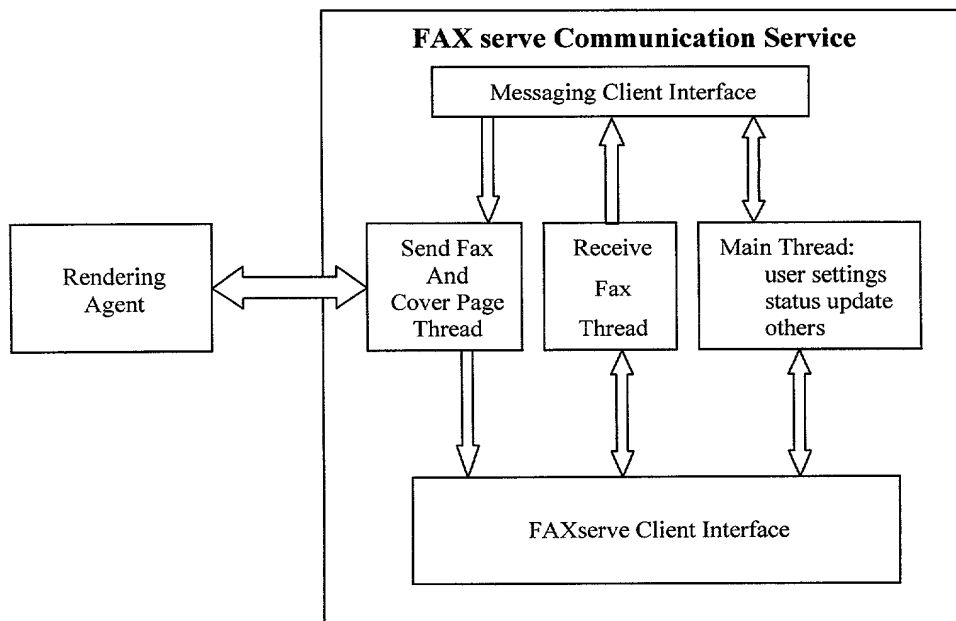 FAX serve Communication Service
Messaging Client Interface
Rendering
Agent
Send Fax
And
Cover Page
Thread
Receive
Fax
Thread
Main Thread:
user settings
status update
others
FAXserve Client Interface